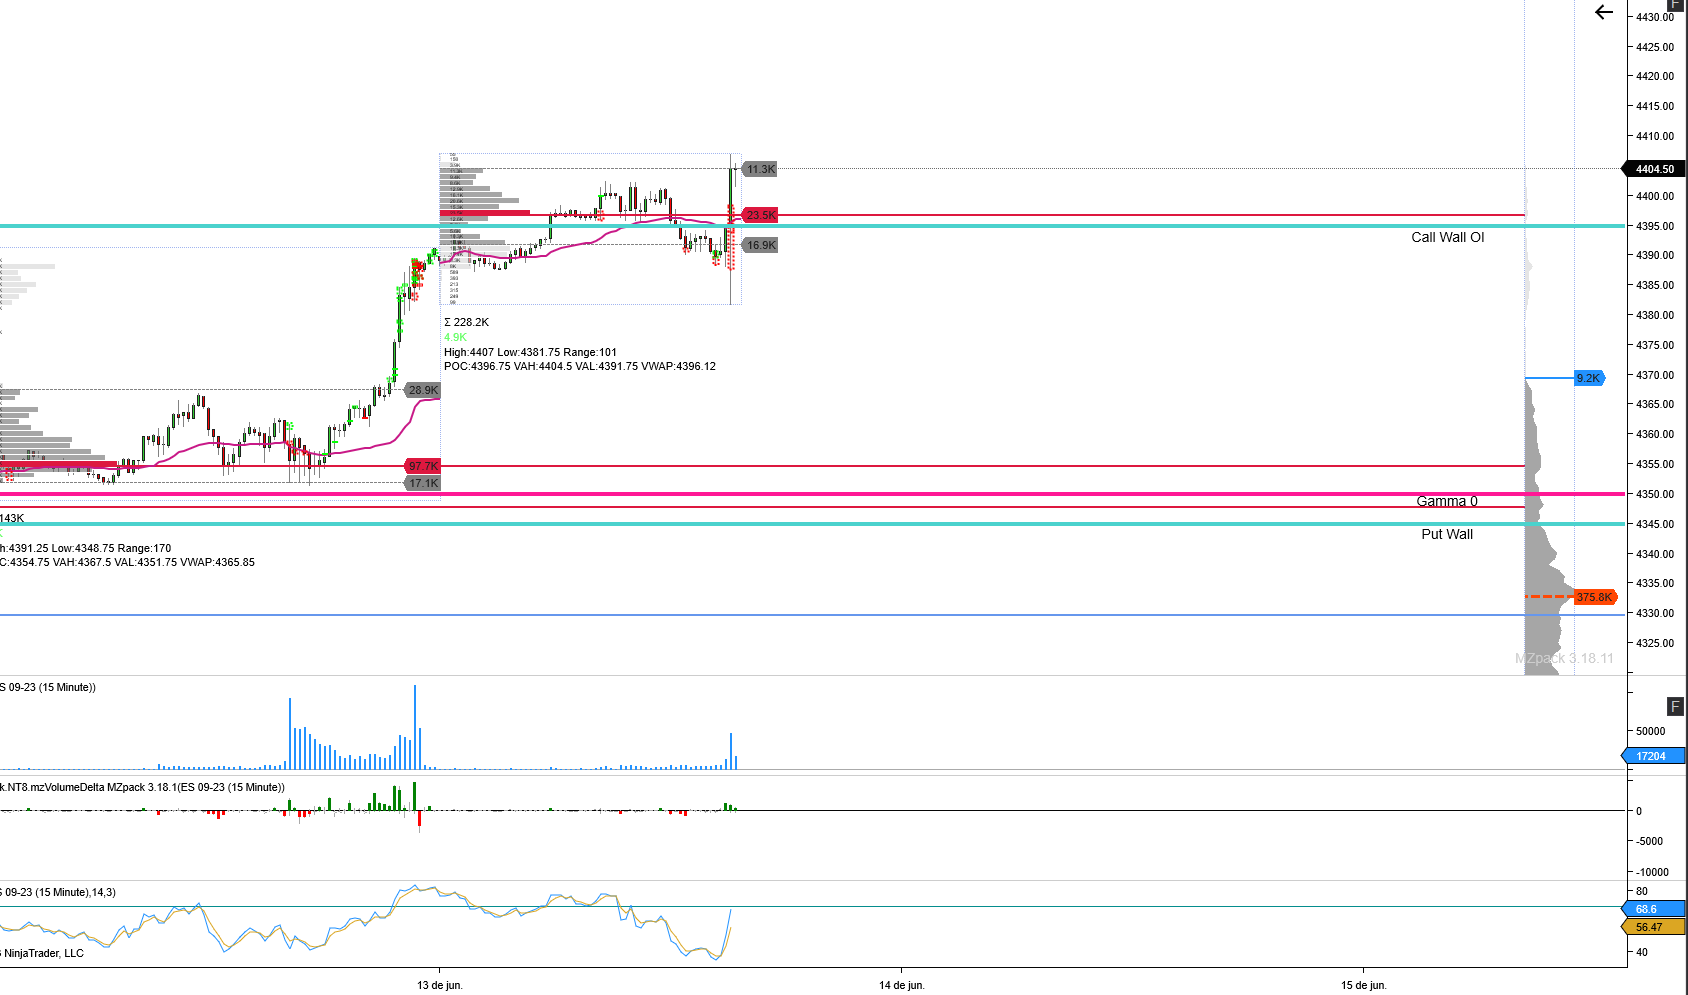 F
4430.00
4425.00
4420.00
4415.00
4410.00
11.3K
4404.50
4400.00
23.5K
4395.00
Call Wall OI
16.9K
4390.00
4385.00
4380.00
Σ 228.2K
4.9K
High:4407 Low:4381.75 Range:101
POC:4396.75 VAH:4404.5 VAL:4391.75 VWAP:4396.12
4375.00
9.2K
4370.00
28.9K
4365.00
4360.00
97.7K
4355.00
17.1K
4350.00
Gamma 0
143K
4345.00
Put Wall
h:4391.25 Low:4348.75 Range:170
C:4354.75 VAH:4367.5 VAL:4351.75 VWAP:4365.85
4340.00
4335.00
375.8K
4330.00
4325.00
MZpack 3.18.11
S 09-23 (15 Minute))
F
50000
17204
k.NT8.mzVolumeDelta MZpack 3.18.1(ES 09-23 (15 Minute))
0
-5000
-10000
S 09-23 (15 Minute),14,3)
80
68.6
56.47
40
NinjaTrader, LLC
13 de jun.
14 de jun.
15 de jun.